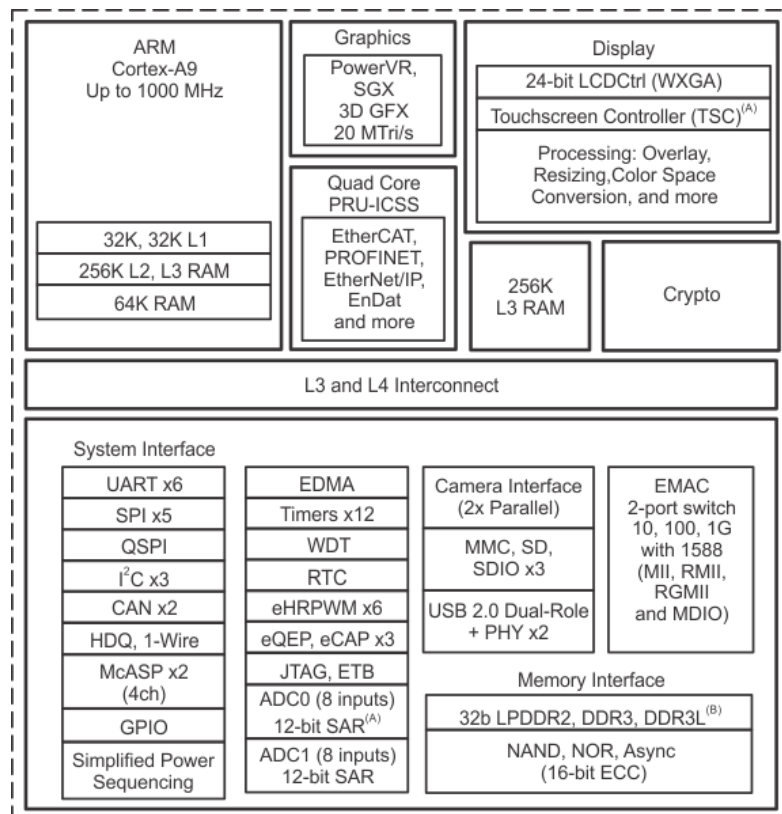 ARM
Cortex-A9
Up to 1000 MHz
32K, 32K L1
256K L2, L3 RAM
64K RAM
Graphics
PowerVR,
SGX
3D GFX
20 MTri/s
Quad Core
PRU-ICSS
EtherCAT,
PROFINET,
EtherNet/IP,
EnDat
and more
Display
24-bit LCDCtrl (WXGA)
Touchscreen Controller (TSC)(A)
Processing: Overlay,
Resizing,Color Space
Conversion, and more
256K
L3 RAM
Crypto
L3 and L4 Interconnect
System Interface
UART x6
SPI x5
QSPI
I²C x3
CAN x2
HDQ, 1-Wire
McASP x2
(4ch)
GPIO
Simplified Power
Sequencing
EDMA
Timers x12
WDT
RTC
eHRPWM x6
eQEP, eCAP x3
JTAG, ETB
ADC0 (8 inputs)
12-bit SAR(A)
ADC1 (8 inputs)
12-bit SAR
Camera Interface
(2x Parallel)
MMC, SD,
SDIO x3
USB 2.0 Dual-Role
+ PHY x2
EMAC
2-port switch
10, 100, 1G
with 1588
(MII, RMII,
RGMII
and MDIO)
Memory Interface
32b LPDDR2, DDR3, DDR3L(B)
NAND, NOR, Async
(16-bit ECC)